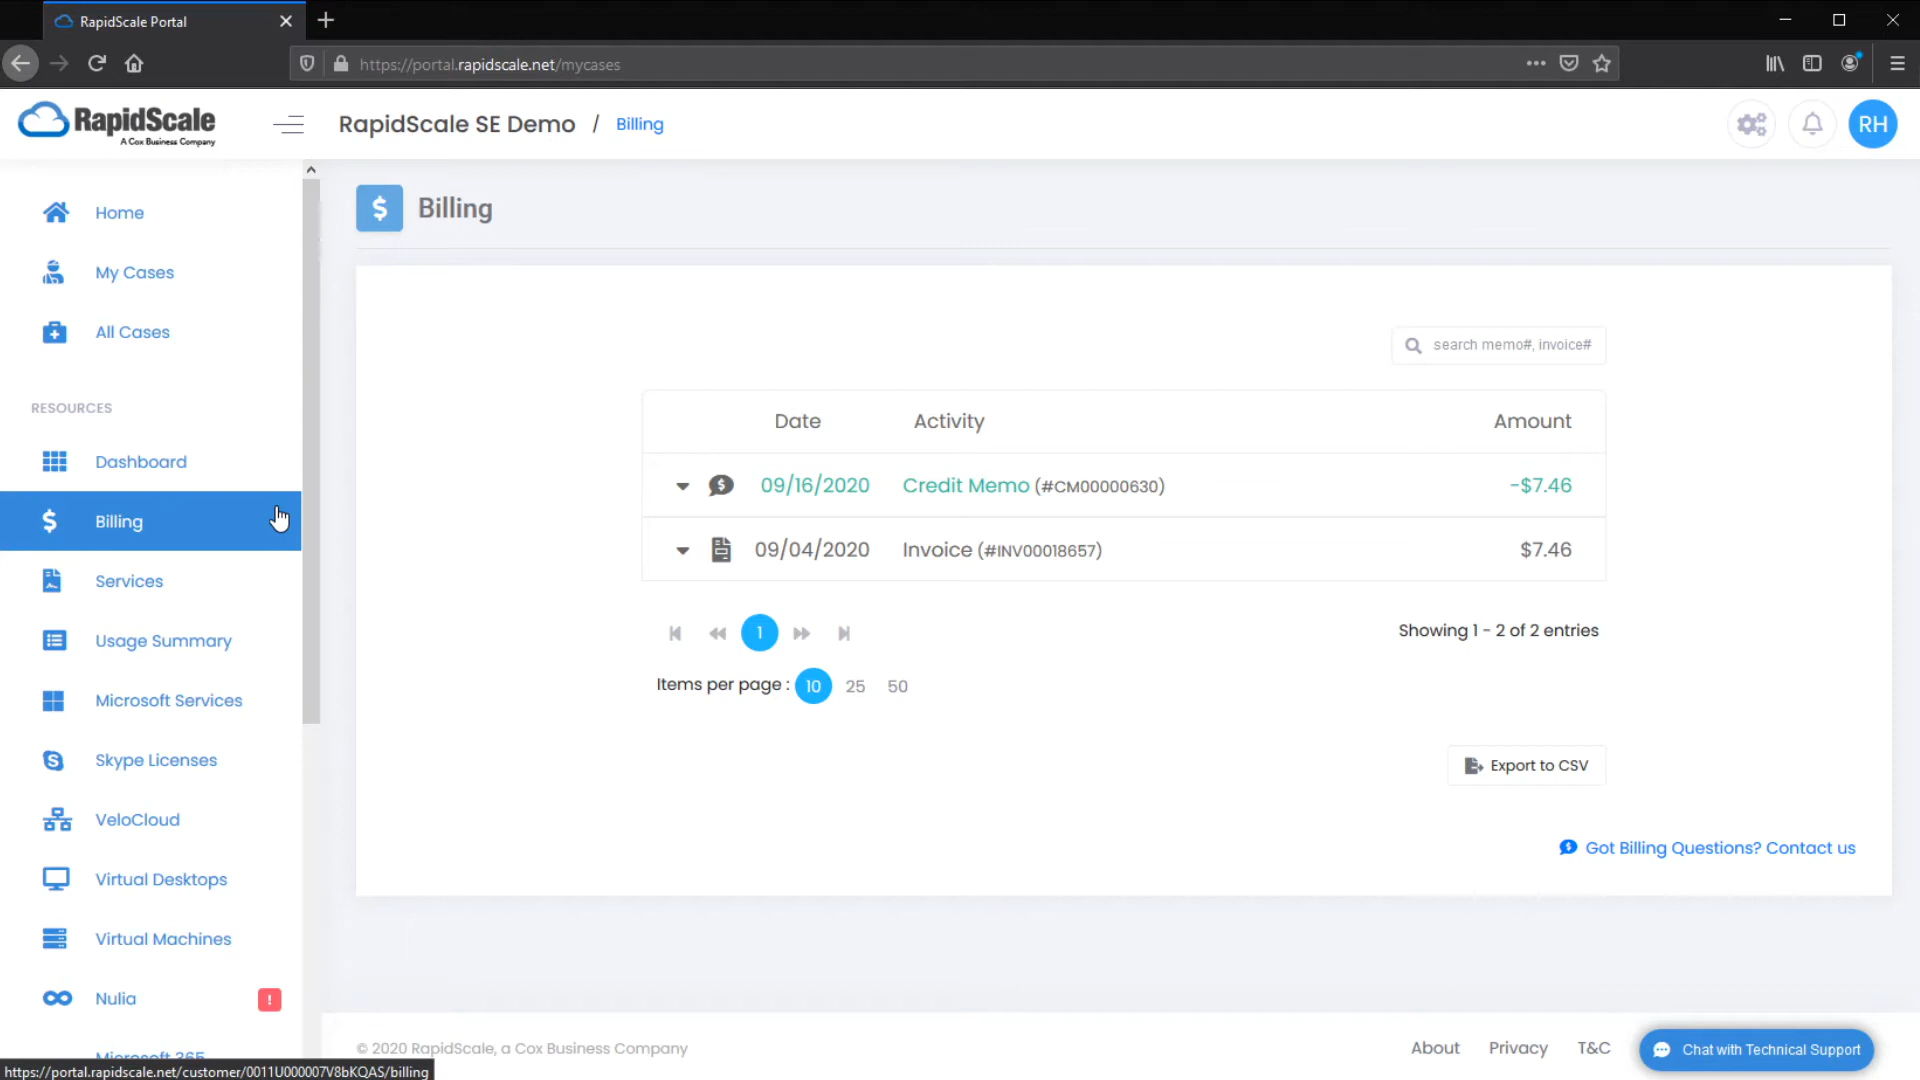 RapidScale Portal
https://portal.rapidscale.net/mycases
RapidScale
A Cox Business Company
RapidScale SE Demo / Billing
RH
Home
My Cases
All Cases
RESOURCES
Dashboard
Billing
Services
Usage Summary
Microsoft Services
Skype Licenses
VeloCloud
Virtual Desktops
Virtual Machines
Nulia !
Microsoft 365
Billing
search memo#, invoice#
Date Activity Amount
09/16/2020 Credit Memo (#CM00000630) -$7.46
09/04/2020 Invoice (#INV00018657) $7.46
1
Showing 1 - 2 of 2 entries
Items per page : 10 25 50
Export to CSV
Got Billing Questions? Contact us
© 2020 RapidScale, a Cox Business Company
About Privacy T&C
Chat with Technical Support
https://portal.rapidscale.net/customer/0011U000007V8bKQAS/billing